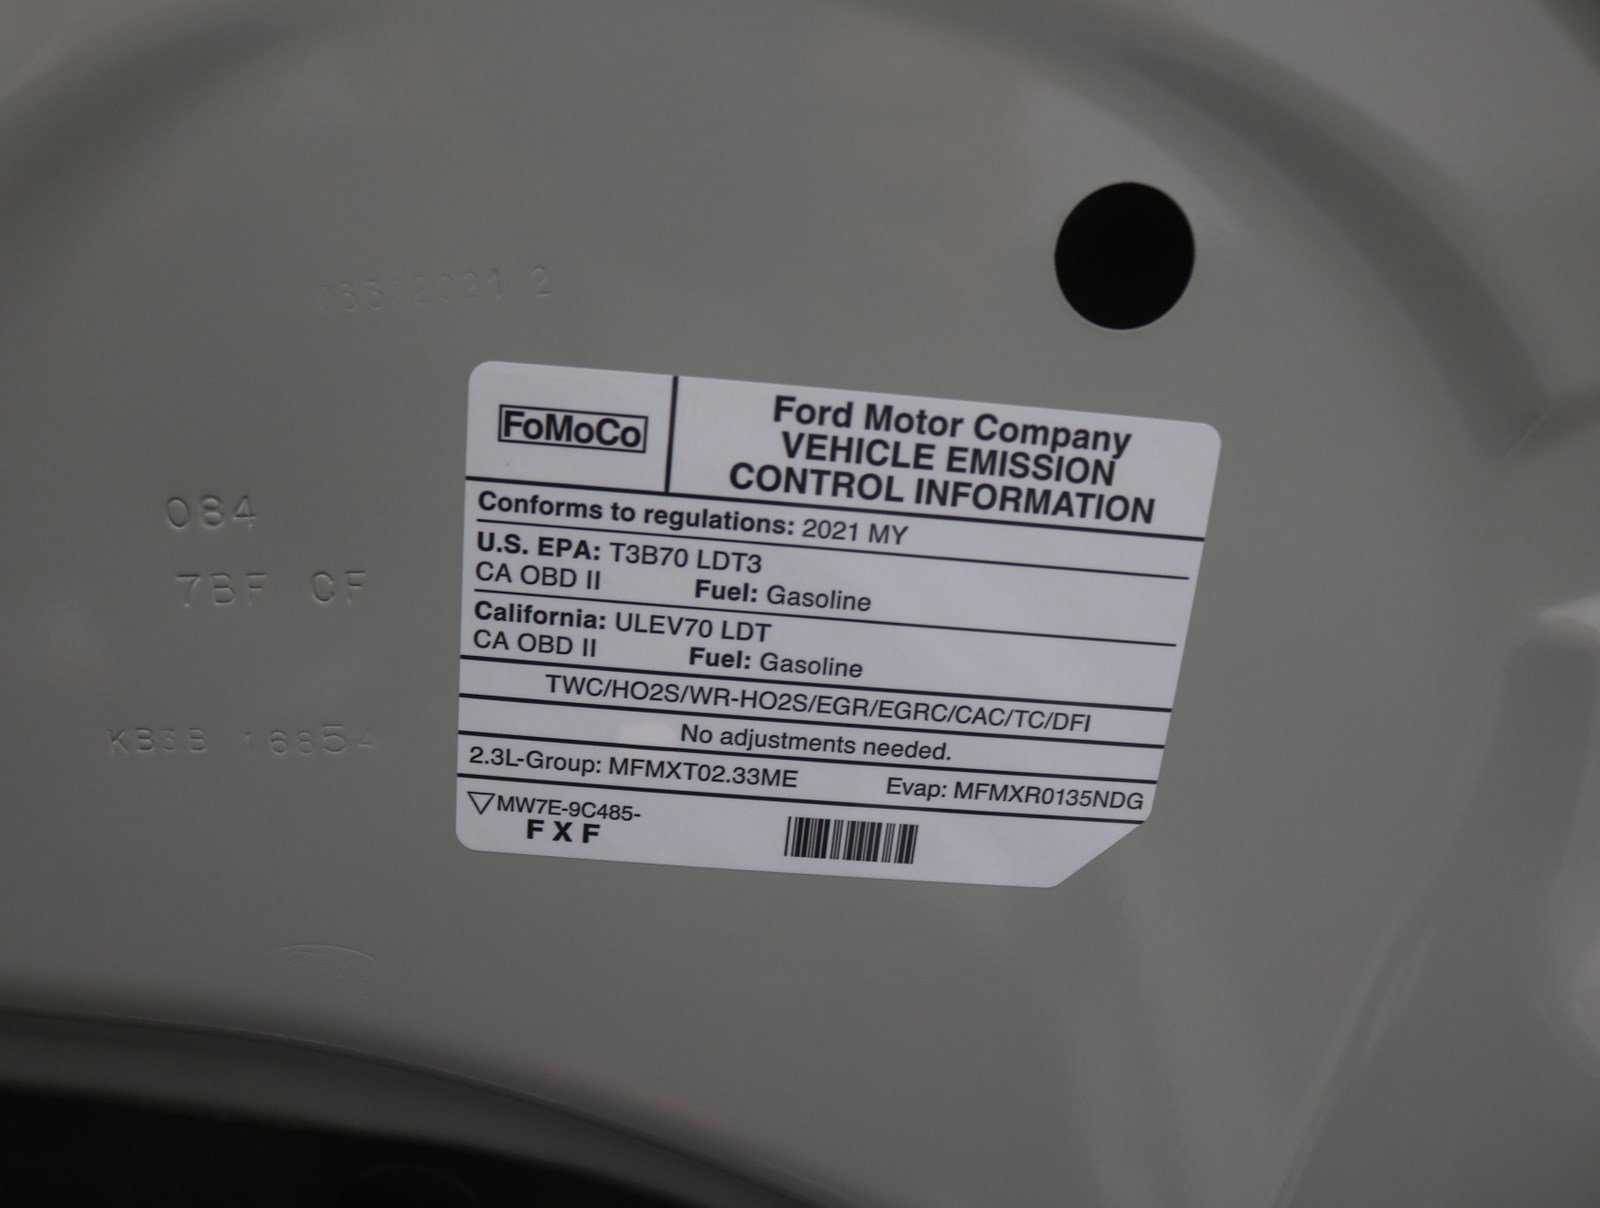 03302021 2
FoMoCo
Ford Motor Company
VEHICLE EMISSION
CONTROL INFORMATION
Conforms to regulations: 2021 MY
U.S. EPA: T3B70 LDT3
CA OBD II Fuel: Gasoline
California: ULEV70 LDT
CA OBD II Fuel: Gasoline
TWC/HO2S/WR-HO2S/EGR/EGRC/CAC/TC/DFI
No adjustments needed.
2.3L-Group: MFMXT02.33ME Evap: MFMXR0135NDG
MW7E-9C485-
F X F
084
7BF CF
KB3B 16854